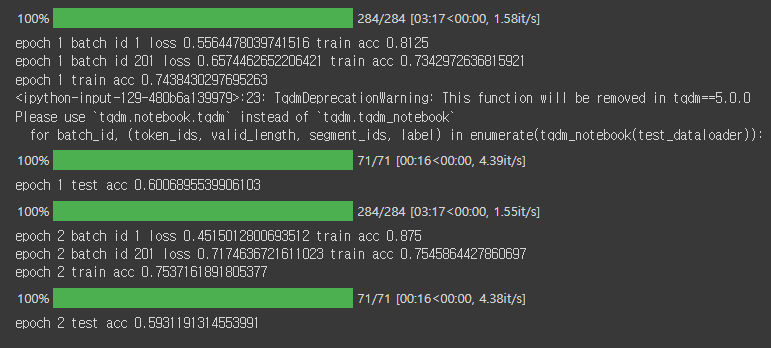 100% 284/284 [03:17<00:00, 1.58it/s]
epoch 1 batch id 1 loss 0.5564478039741516 train acc 0.8125
epoch 1 batch id 201 loss 0.6574462652206421 train acc 0.7342972636815921
epoch 1 train acc 0.7438430297695263
<ipython-input-129-480b6a139979>:23: TqdmDeprecationWarning: This function will be removed in tqdm==5.0.0
Please use `tqdm.notebook.tqdm` instead of `tqdm.tqdm_notebook`
for batch_id, (token_ids, valid_length, segment_ids, label) in enumerate(tqdm_notebook(test_dataloader)):
100% 71/71 [00:16<00:00, 4.39it/s]
epoch 1 test acc 0.6006895539906103
100% 284/284 [03:17<00:00, 1.55it/s]
epoch 2 batch id 1 loss 0.4515012800693512 train acc 0.875
epoch 2 batch id 201 loss 0.7174636721611023 train acc 0.7545864427860697
epoch 2 train acc 0.7537161891805377
100% 71/71 [00:16<00:00, 4.38it/s]
epoch 2 test acc 0.5931191314553991